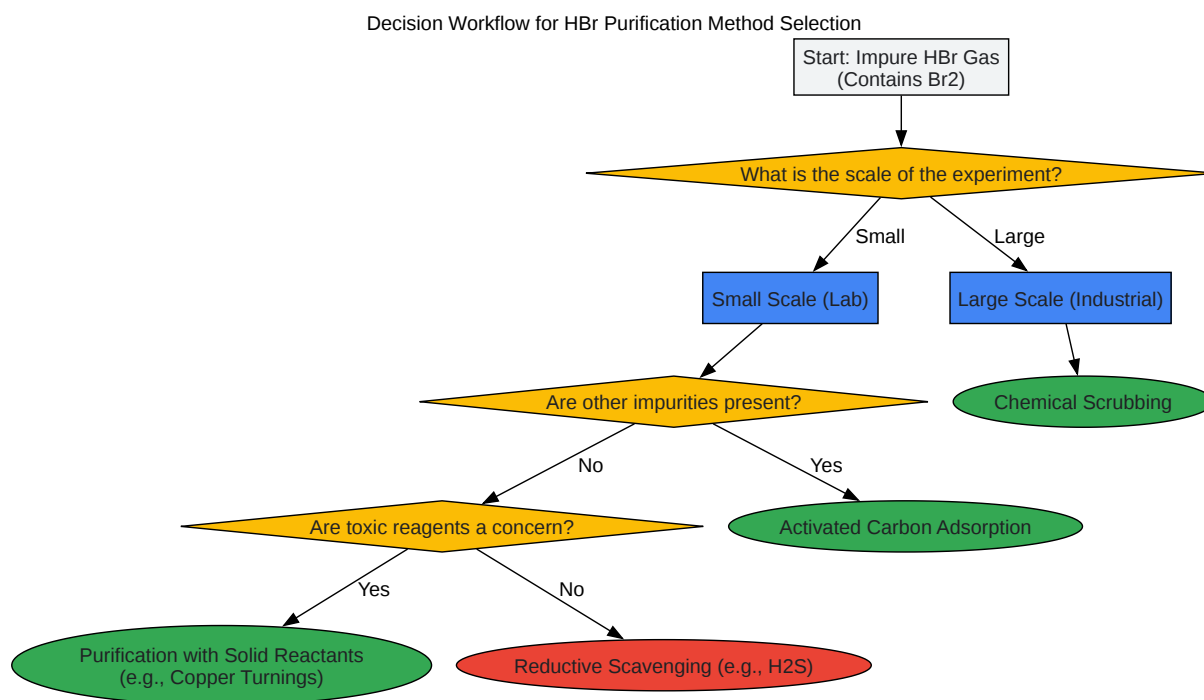 Decision Workflow for HBr Purification Method Selection
Start: Impure HBr Gas
(Contains Br2)
What is the scale of the experiment?
Small
Large
Small Scale (Lab)
Large Scale (Industrial)
Are other impurities present?
Chemical Scrubbing
No
Yes
Are toxic reagents a concern?
Activated Carbon Adsorption
Yes
No
Purification with Solid Reactants
(e.g., Copper Turnings)
Reductive Scavenging (e.g., H2S)